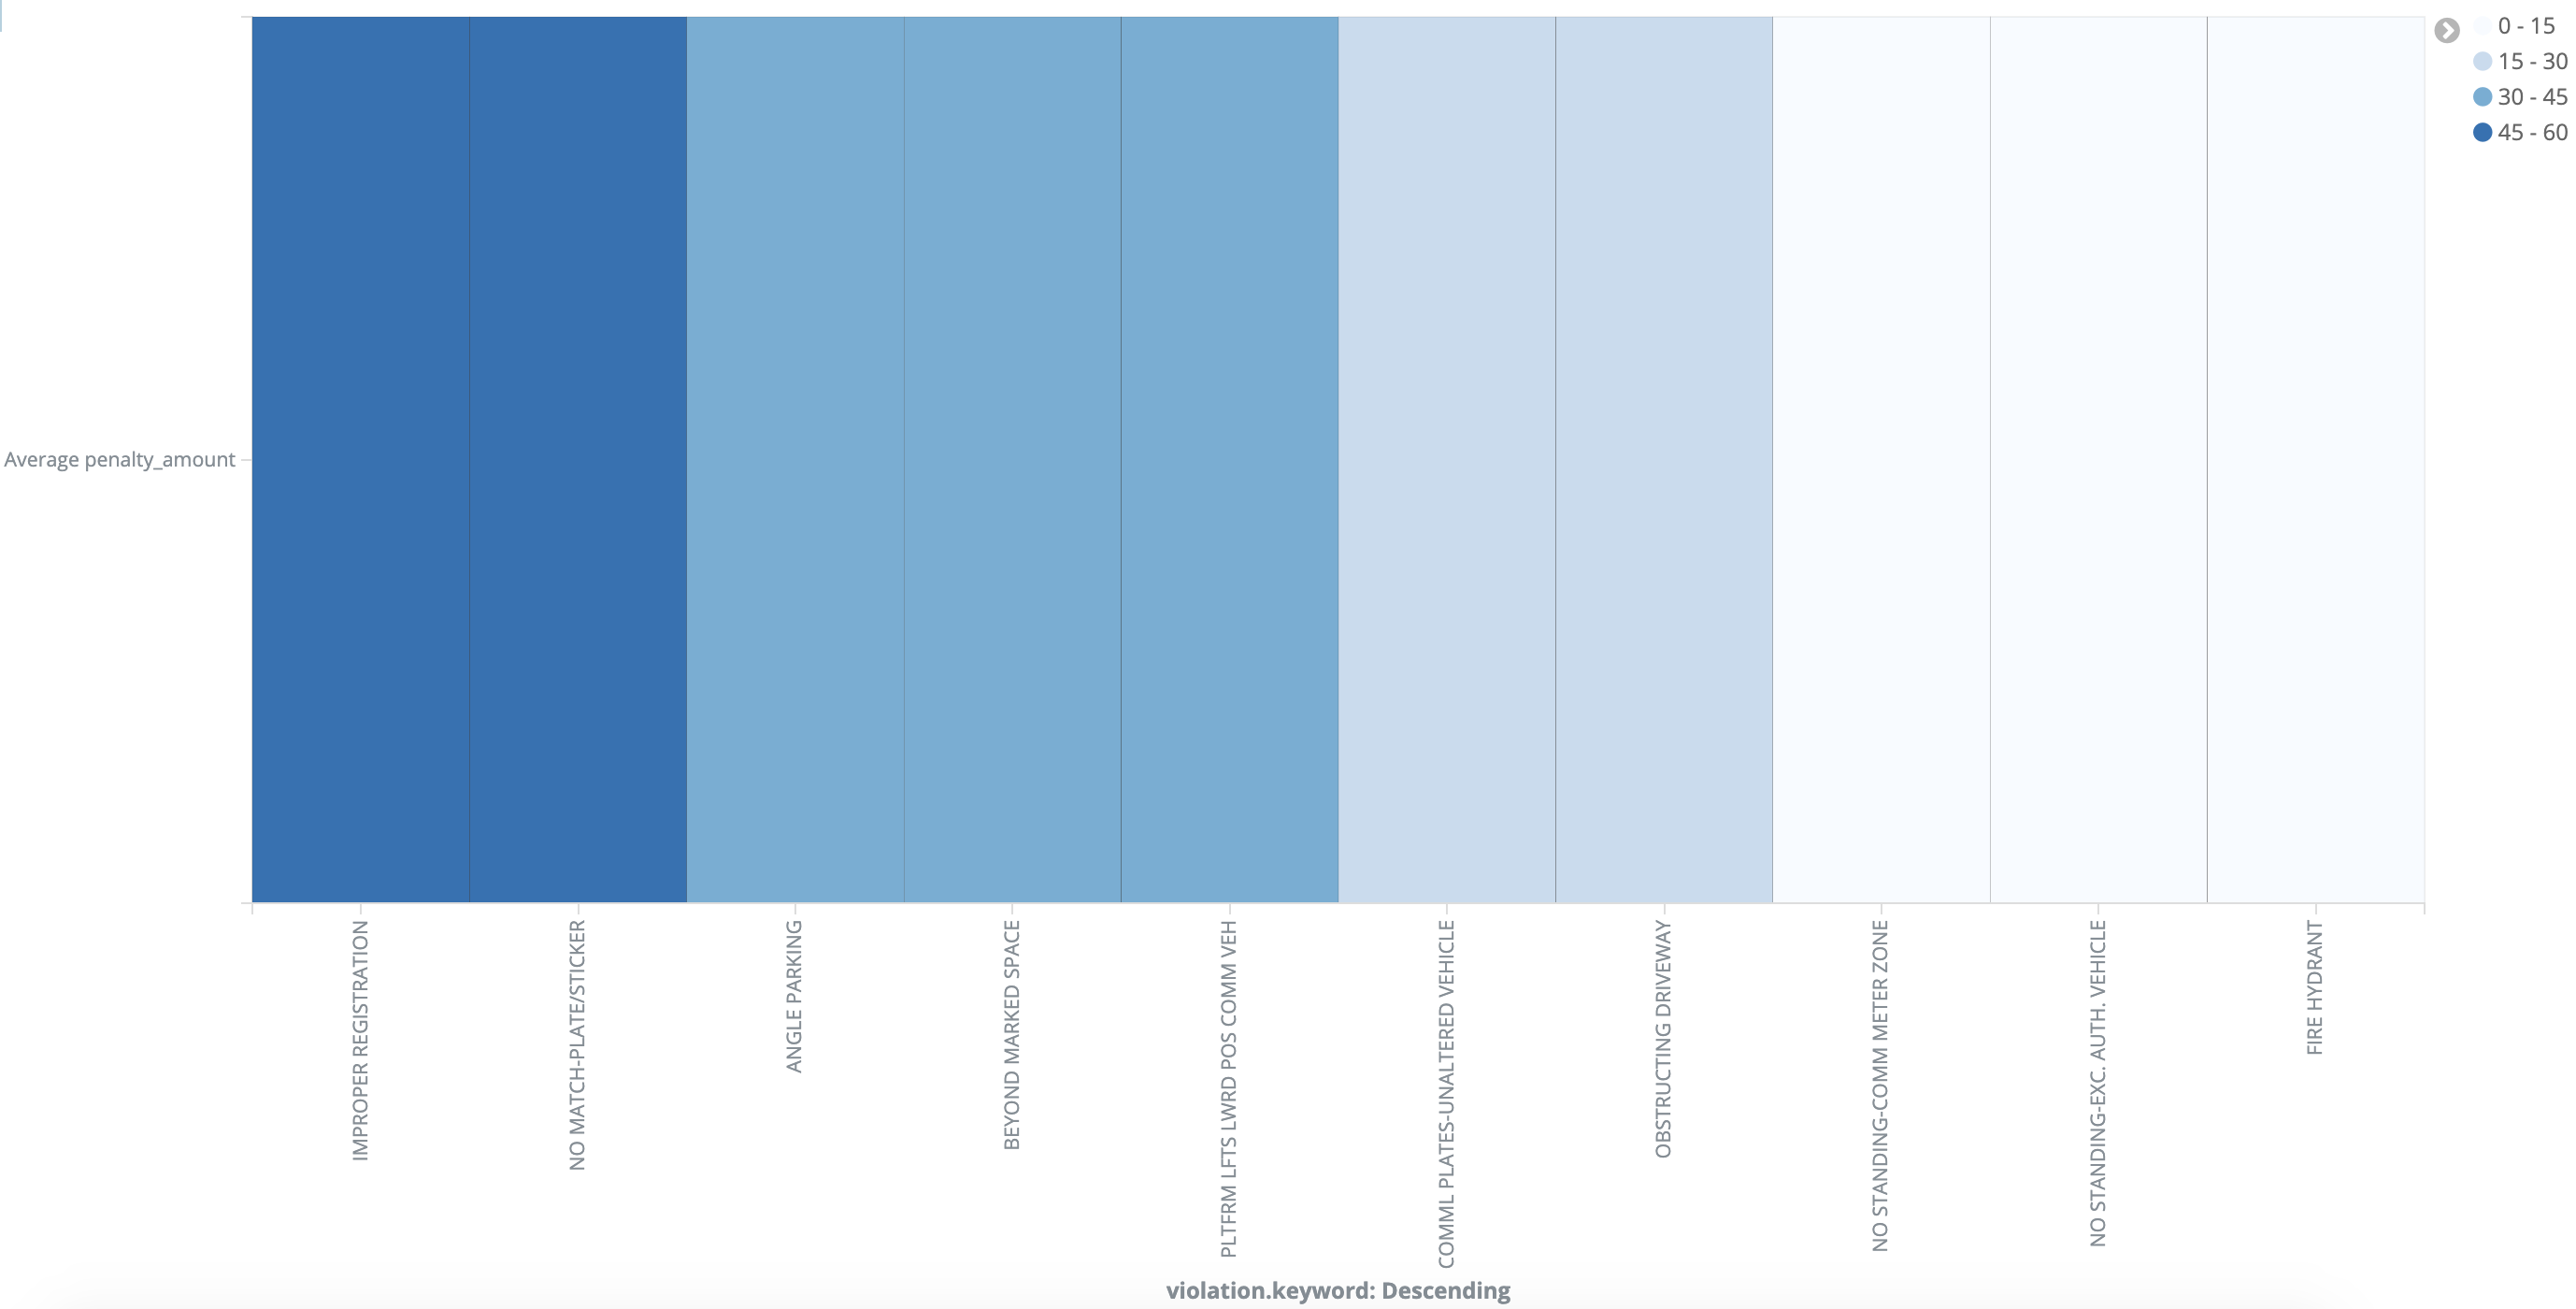 0 - 15
15 - 30
30 - 45
45 - 60
Average penalty_amount
IMPROPER REGISTRATION
NO MATCH-PLATE/STICKER
ANGLE PARKING
BEYOND MARKED SPACE
PLTFRM LFTS LWRD POS COMM VEH
COMML PLATES-UNALTERED VEHICLE
OBSTRUCTING DRIVEWAY
NO STANDING-COMM METER ZONE
NO STANDING-EXC. AUTH. VEHICLE
FIRE HYDRANT
violation.keyword: Descending